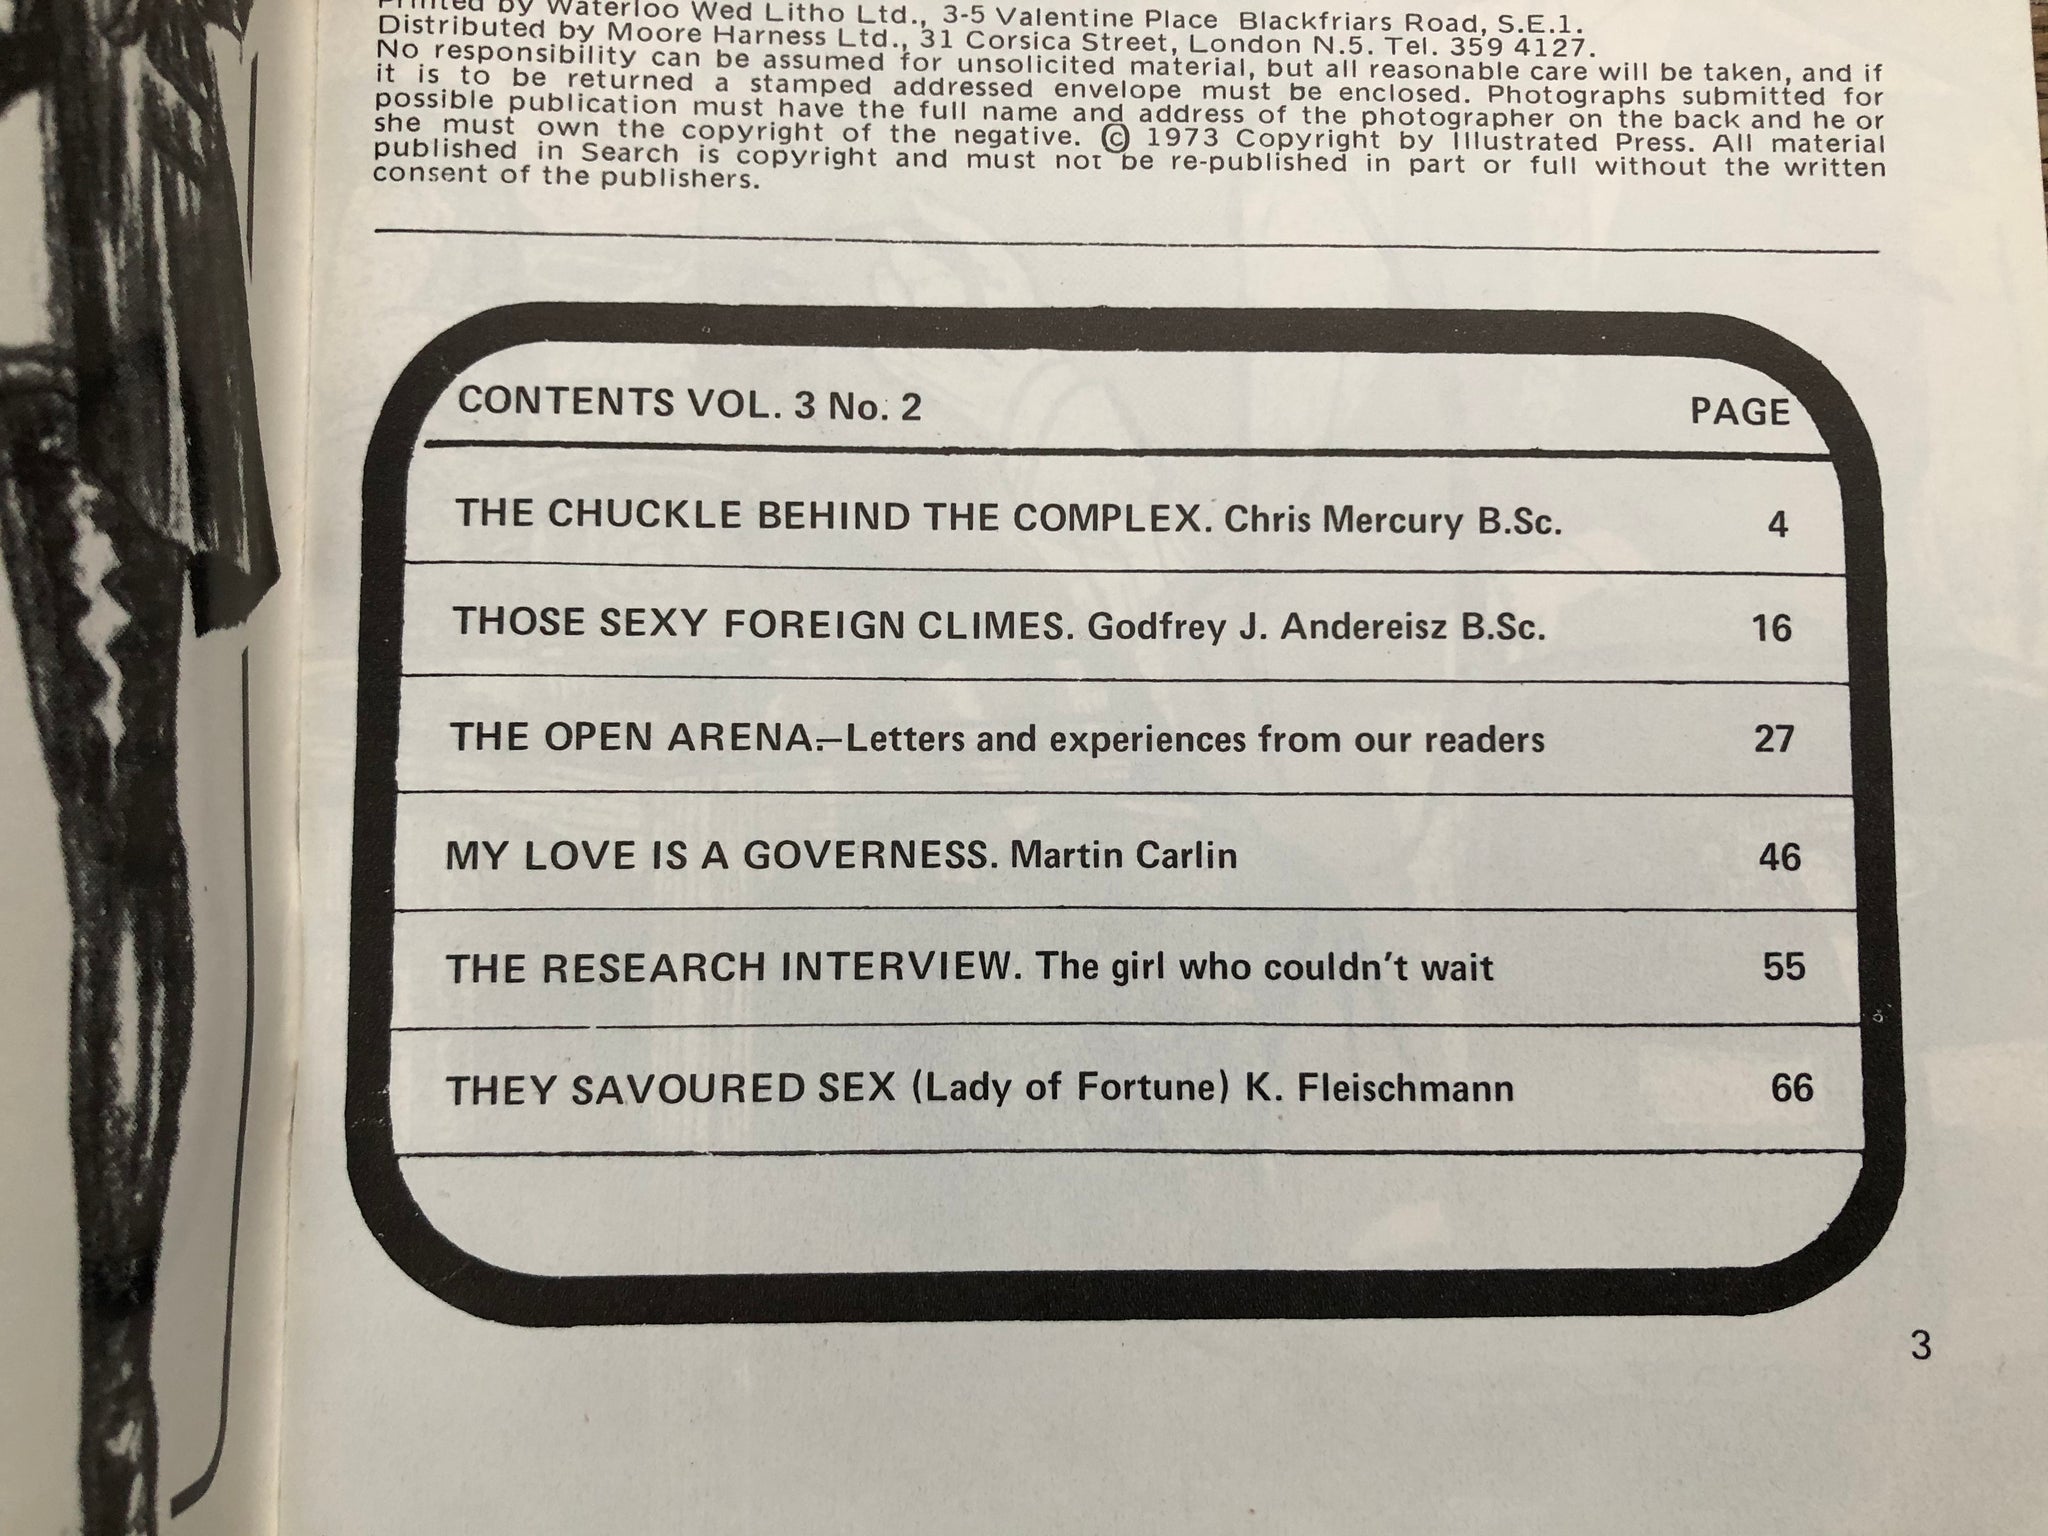 Printed by Waterloo Wed Litho Ltd., 3-5 Valentine Place Blackfriars Road, S.E.1.
Distributed by Moore Harness Ltd., 31 Corsica Street, London N.5. Tel. 359 4127.
No responsibility can be assumed for unsolicited material, but all reasonable care will be taken, and if
it is to be returned a stamped addressed envelope must be enclosed. Photographs submitted for
possible publication must have the full name and address of the photographer on the back and he or
she must own the copyright of the negative. © 1973 Copyright by Illustrated Press. All material
published in Search is copyright and must not be re-published in part or full without the written
consent of the publishers.
CONTENTS VOL. 3 No. 2 PAGE
THE CHUCKLE BEHIND THE COMPLEX. Chris Mercury B.Sc. 4
THOSE SEXY FOREIGN CLIMES. Godfrey J. Andereisz B.Sc. 16
THE OPEN ARENA.—Letters and experiences from our readers 27
MY LOVE IS A GOVERNESS. Martin Carlin 46
THE RESEARCH INTERVIEW. The girl who couldn't wait 55
THEY SAVOURED SEX (Lady of Fortune) K. Fleischmann 66
3